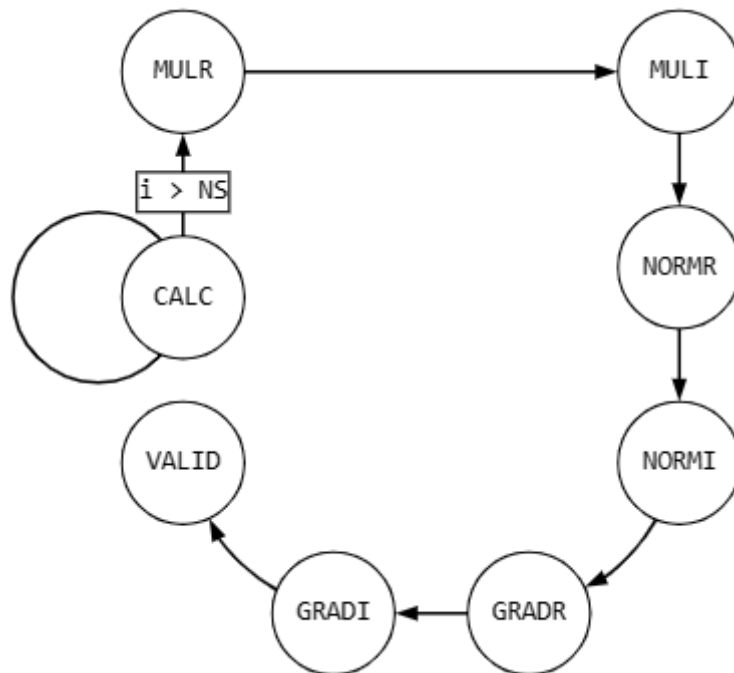 MULR
MULI
i > NS
NORMR
CALC
VALID
NORMI
GRADI
GRADR